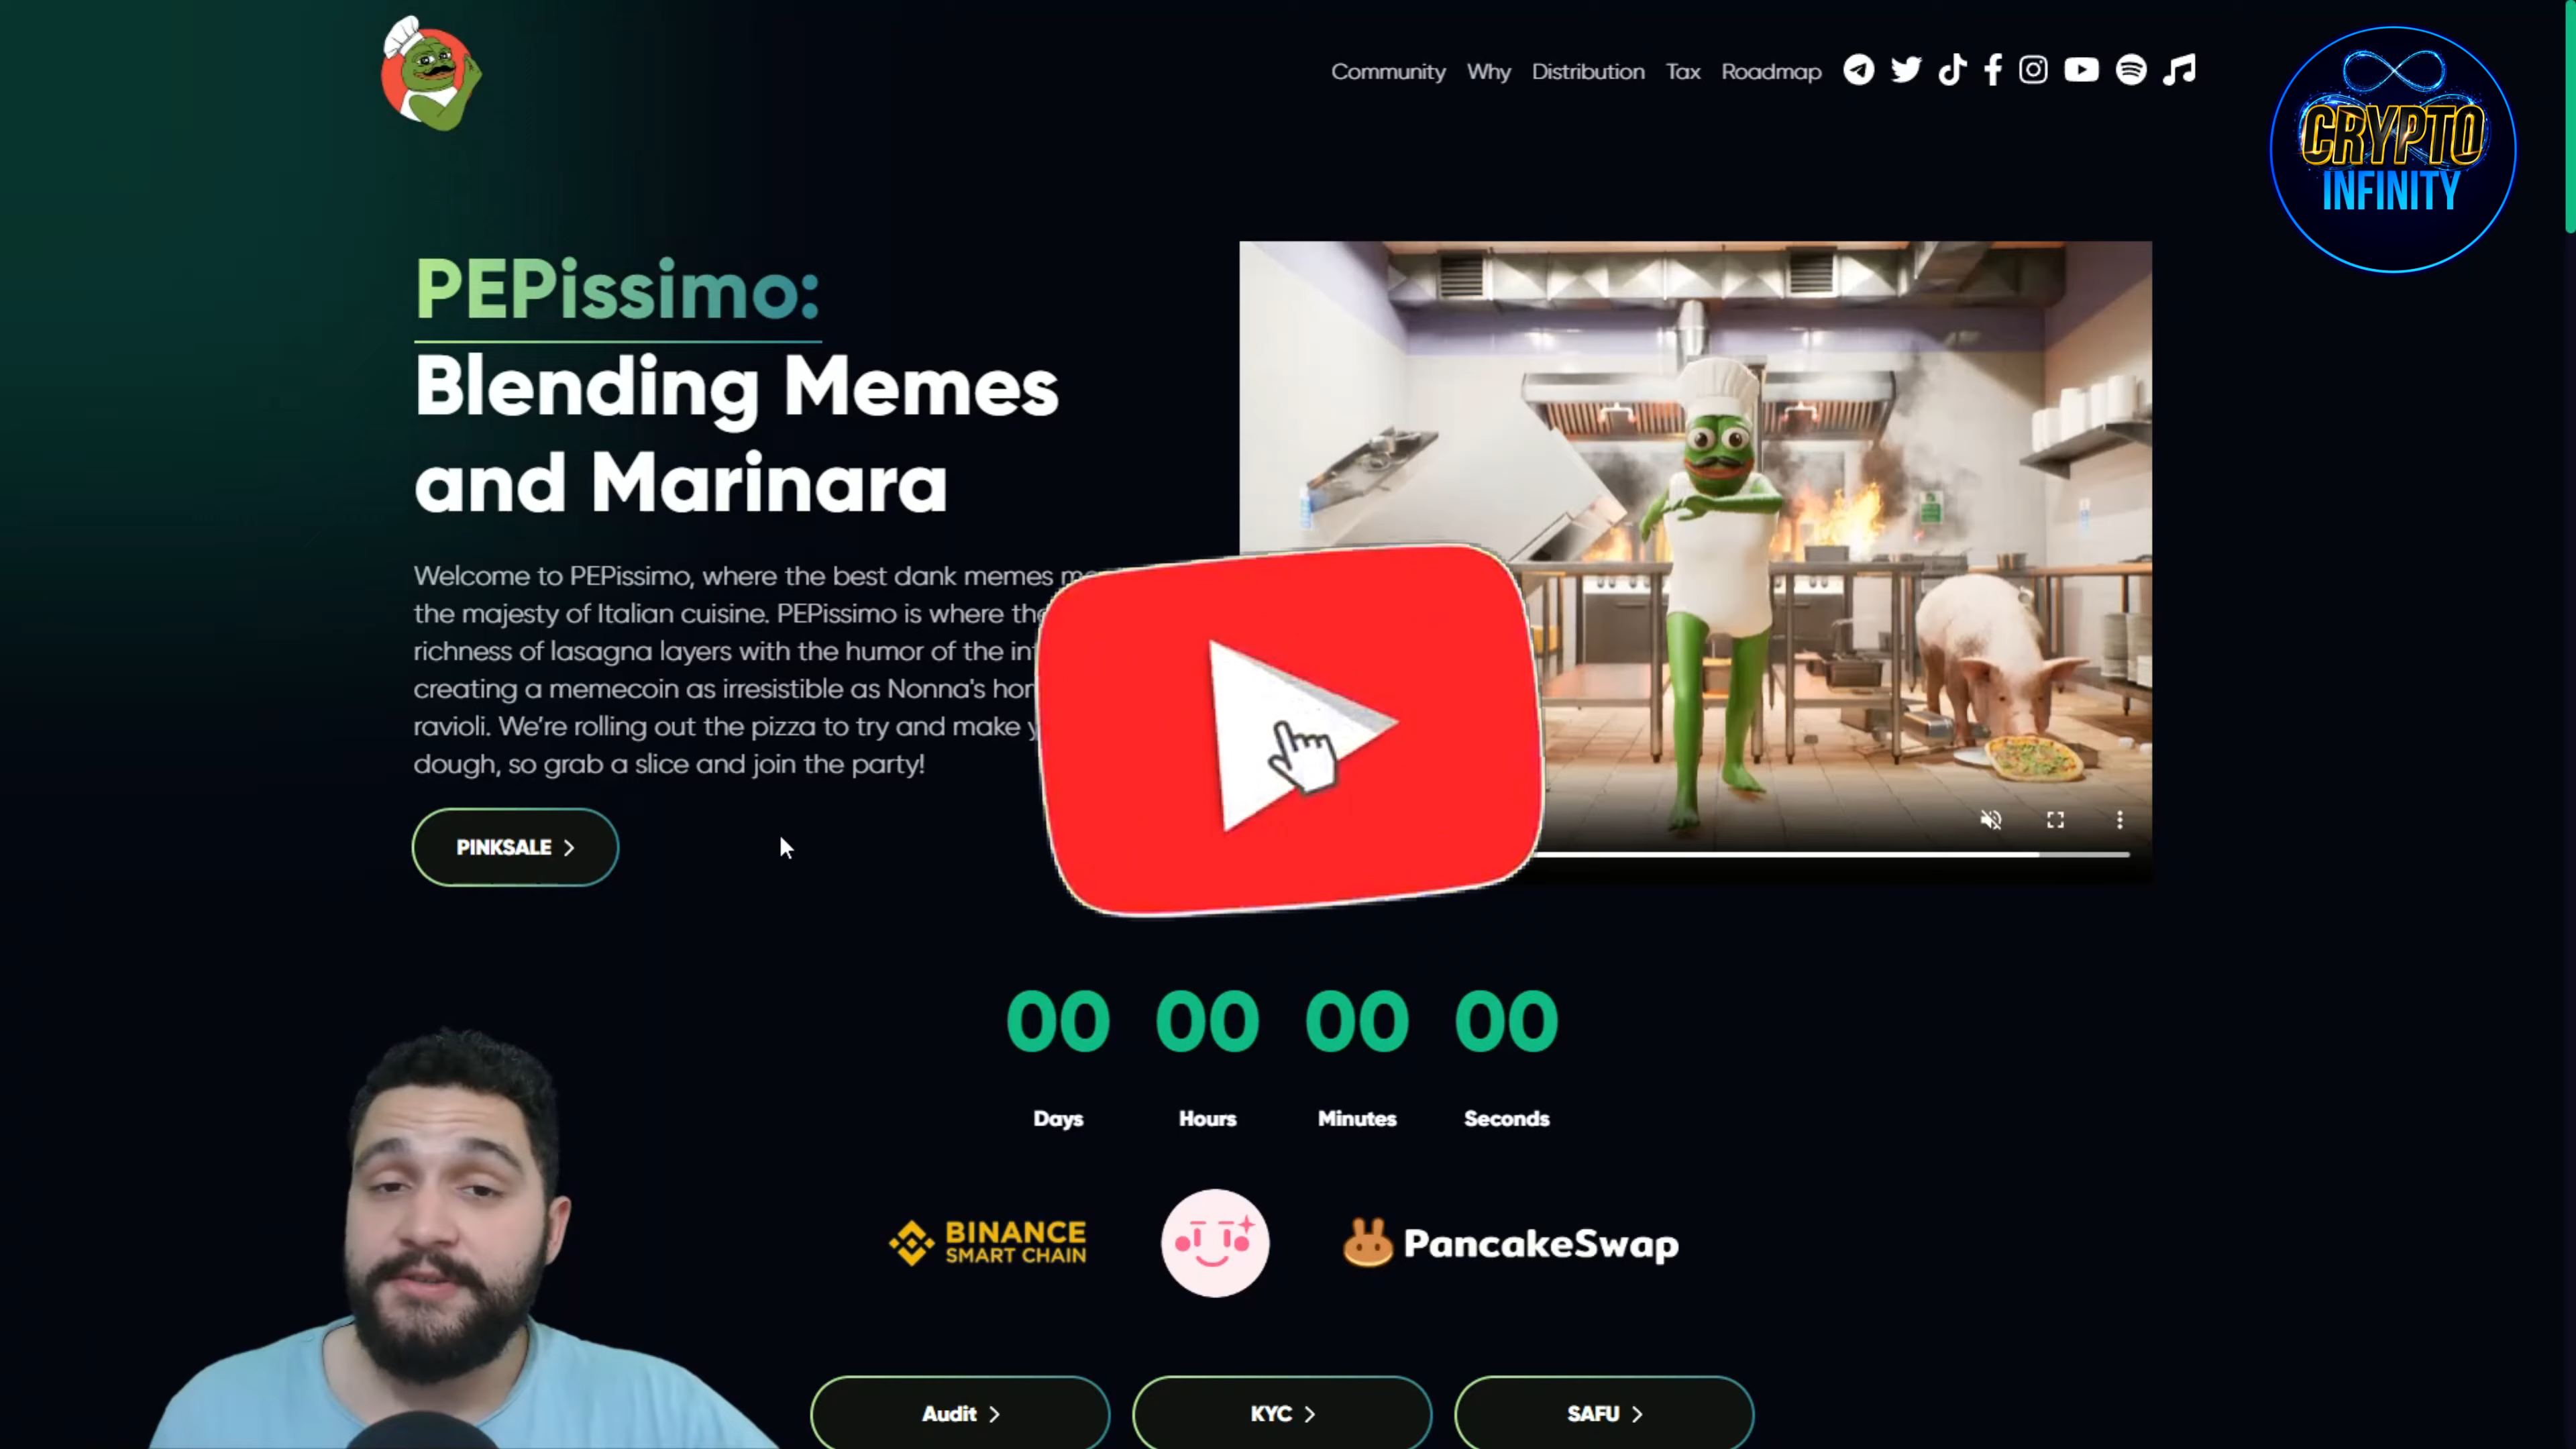 Community Why Distribution Tax Roadmap
CRYPTO
INFINITY
PEPissimo:
Blending Memes
and Marinara
Welcome to PEPissimo, where the best dank memes
the majesty of Italian cuisine. PEPissimo is where
richness of lasagna layers with the humor of the
creating a memecoin as irresistible as Nonna's
ravioli. We're rolling out the pizza to try and make
dough, so grab a slice and join the party!
PINKSALE
00 00 00 00
Days Hours Minutes Seconds
BINANCE
SMART CHAIN
PancakeSwap
Audit KYC SAFU